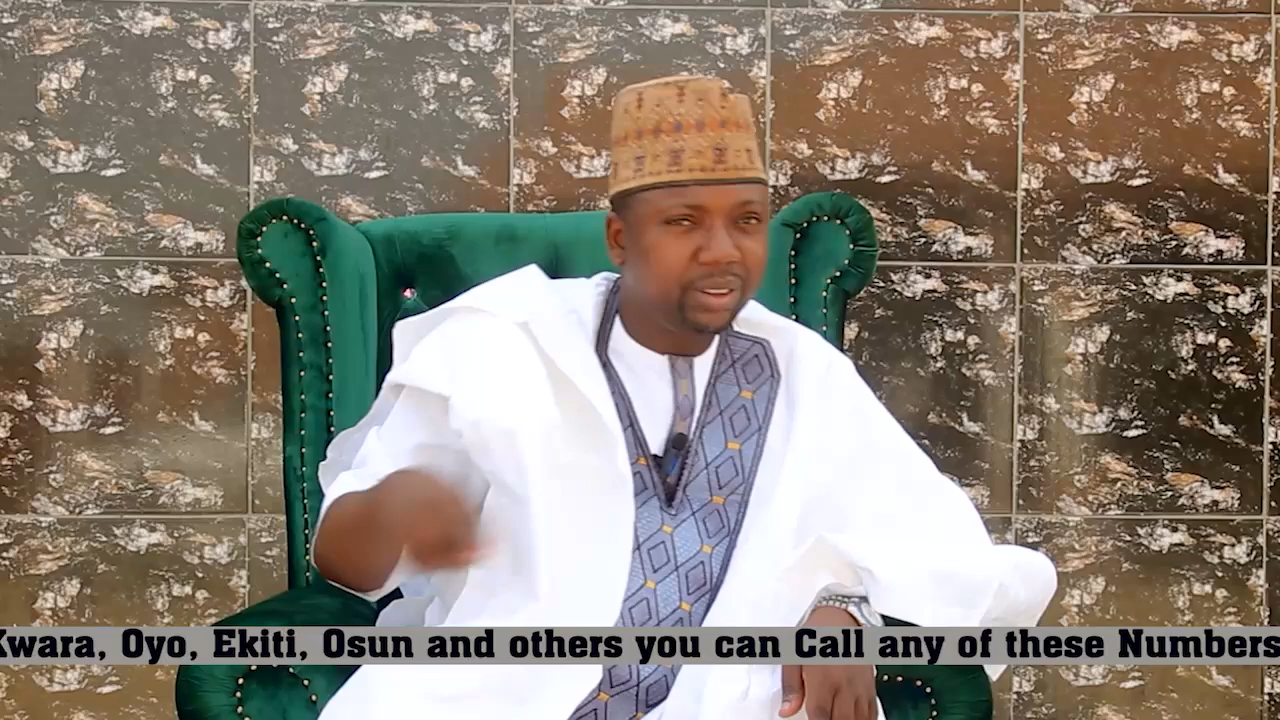 Kwara, Oyo, Ekiti, Osun and others you can Call any of these Numbers